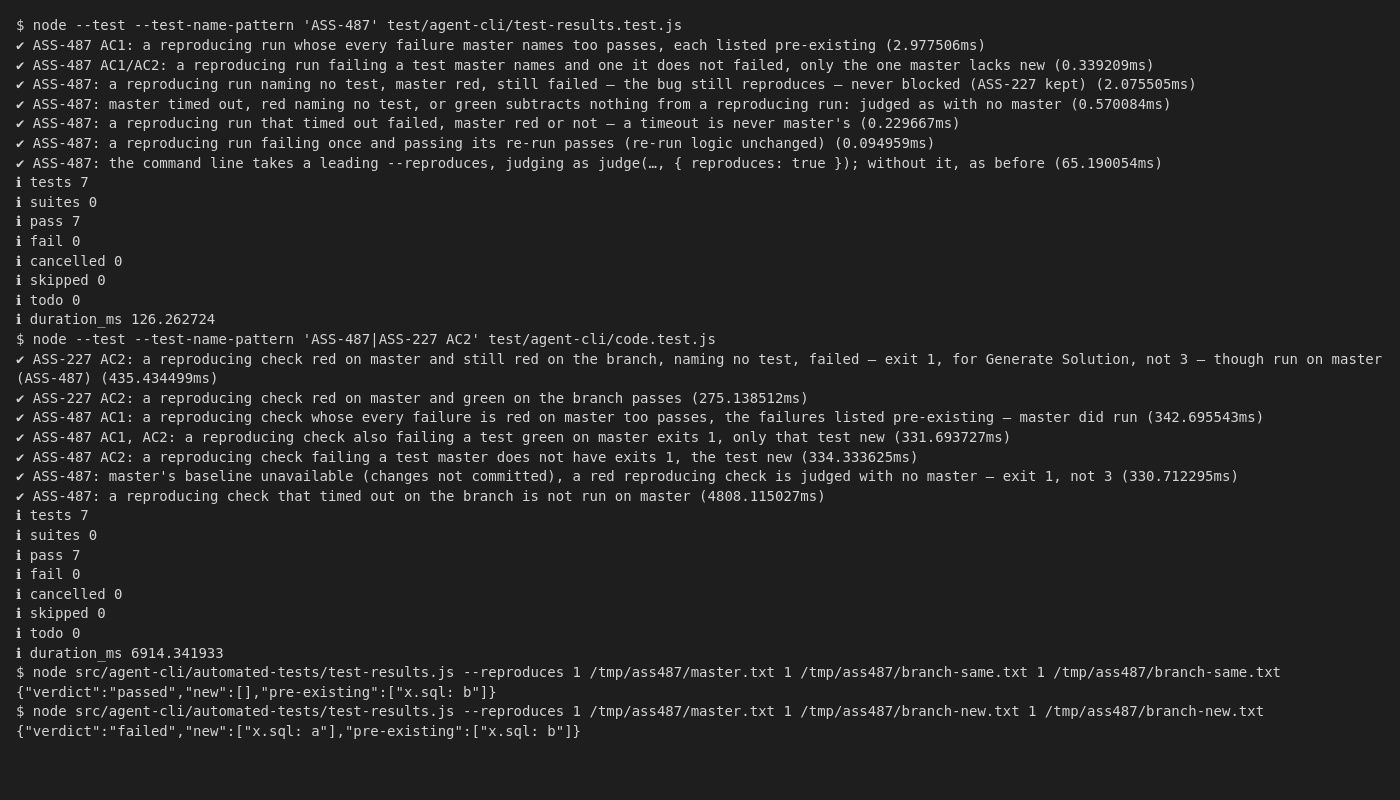 $ node --test --test-name-pattern 'ASS-487' test/agent-cli/test-results.test.js
✔ ASS-487 AC1: a reproducing run whose every failure master names too passes, each listed pre-existing (2.977506ms)
✔ ASS-487 AC1/AC2: a reproducing run failing a test master names and one it does not failed, only the one master lacks new (0.339209ms)
✔ ASS-487: a reproducing run naming no test, master red, still failed — the bug still reproduces — never blocked (ASS-227 kept) (2.075505ms)
✔ ASS-487: master timed out, red naming no test, or green subtracts nothing from a reproducing run: judged as with no master (0.570084ms)
✔ ASS-487: a reproducing run that timed out failed, master red or not — a timeout is never master's (0.229667ms)
✔ ASS-487: a reproducing run failing once and passing its re-run passes (re-run logic unchanged) (0.094959ms)
✔ ASS-487: the command line takes a leading --reproduces, judging as judge(…, { reproduces: true }); without it, as before (65.190054ms)
ℹ tests 7
ℹ suites 0
ℹ pass 7
ℹ fail 0
ℹ cancelled 0
ℹ skipped 0
ℹ todo 0
ℹ duration_ms 126.262724
$ node --test --test-name-pattern 'ASS-487|ASS-227 AC2' test/agent-cli/code.test.js
✔ ASS-227 AC2: a reproducing check red on master and still red on the branch, naming no test, failed — exit 1, for Generate Solution, not 3 — though run on master
(ASS-487) (435.434499ms)
✔ ASS-227 AC2: a reproducing check red on master and green on the branch passes (275.138512ms)
✔ ASS-487 AC1: a reproducing check whose every failure is red on master too passes, the failures listed pre-existing — master did run (342.695543ms)
✔ ASS-487 AC1, AC2: a reproducing check also failing a test green on master exits 1, only that test new (331.693727ms)
✔ ASS-487 AC2: a reproducing check failing a test master does not have exits 1, the test new (334.333625ms)
✔ ASS-487: master's baseline unavailable (changes not committed), a red reproducing check is judged with no master — exit 1, not 3 (330.712295ms)
✔ ASS-487: a reproducing check that timed out on the branch is not run on master (4808.115027ms)
ℹ tests 7
ℹ suites 0
ℹ pass 7
ℹ fail 0
ℹ cancelled 0
ℹ skipped 0
ℹ todo 0
ℹ duration_ms 6914.341933
$ node src/agent-cli/automated-tests/test-results.js --reproduces 1 /tmp/ass487/master.txt 1 /tmp/ass487/branch-same.txt 1 /tmp/ass487/branch-same.txt
{"verdict":"passed","new":[],"pre-existing":["x.sql: b"]}
$ node src/agent-cli/automated-tests/test-results.js --reproduces 1 /tmp/ass487/master.txt 1 /tmp/ass487/branch-new.txt 1 /tmp/ass487/branch-new.txt
{"verdict":"failed","new":["x.sql: a"],"pre-existing":["x.sql: b"]}